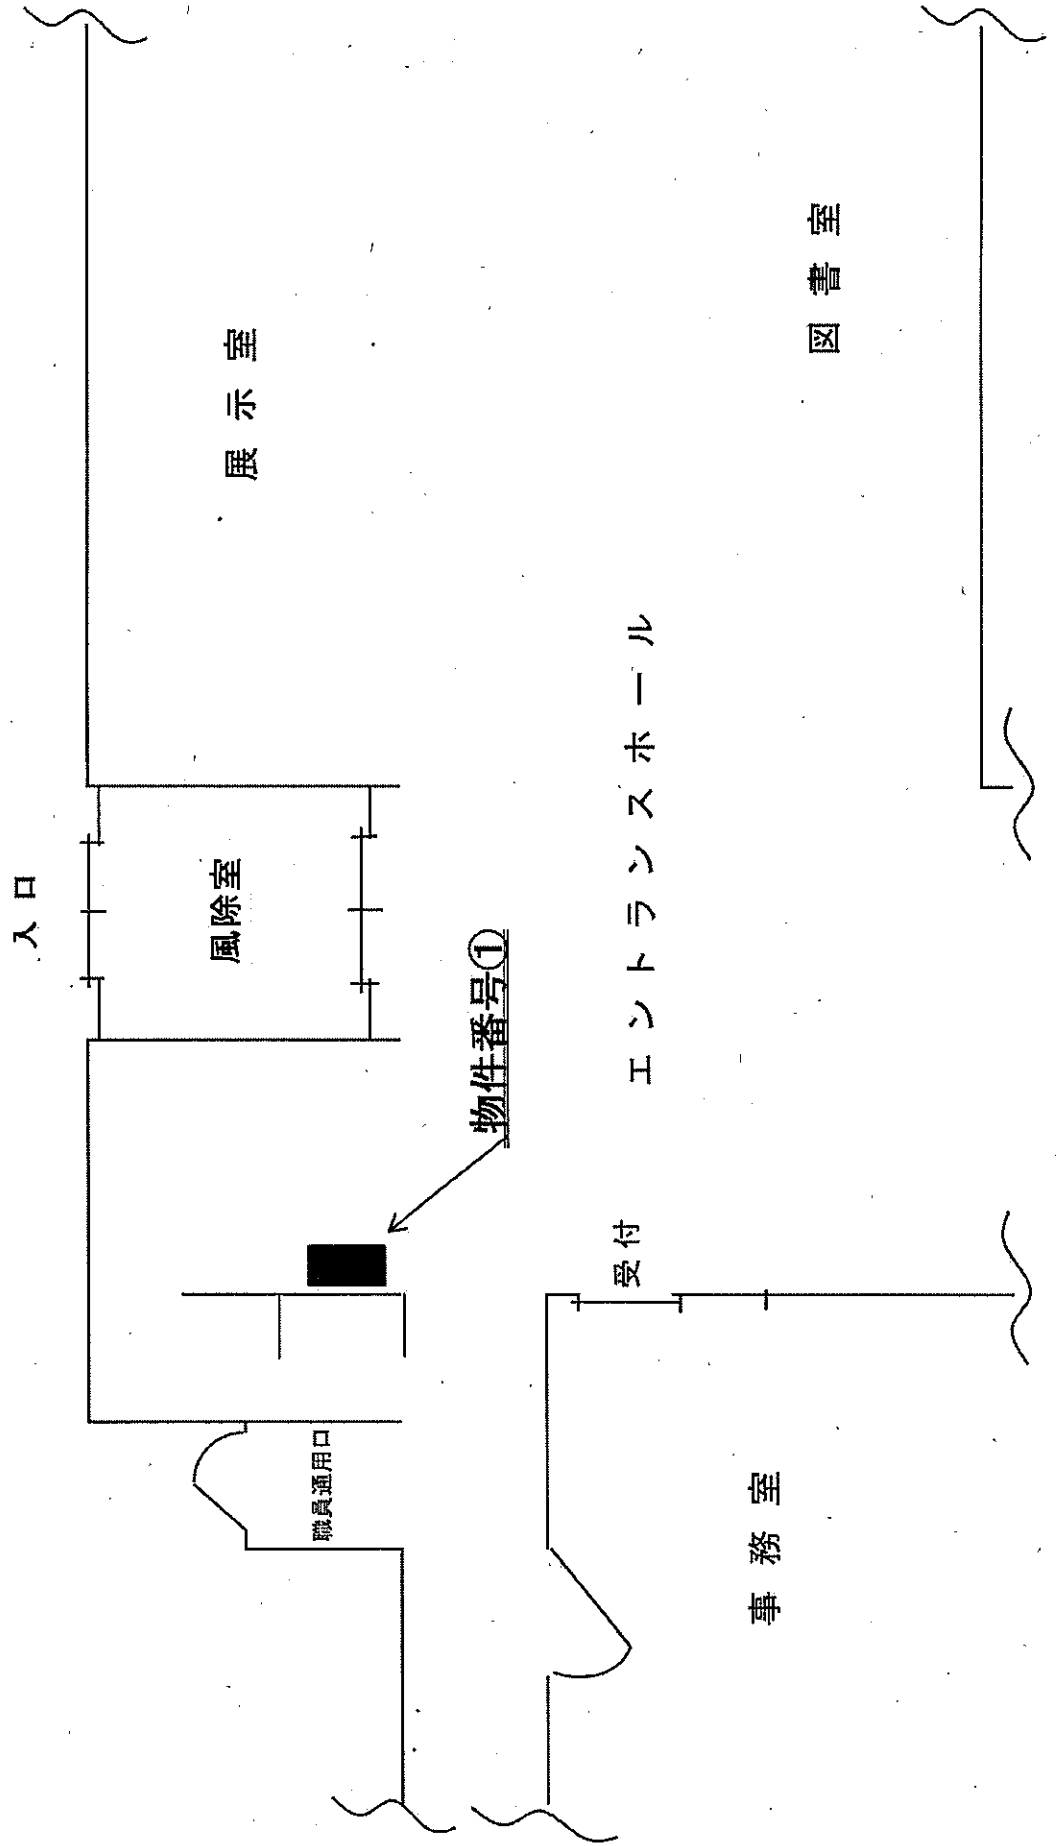 入口
風除室
展示室
物件番号①
職員通用口
受付
エントランスホール
事務室
図書室